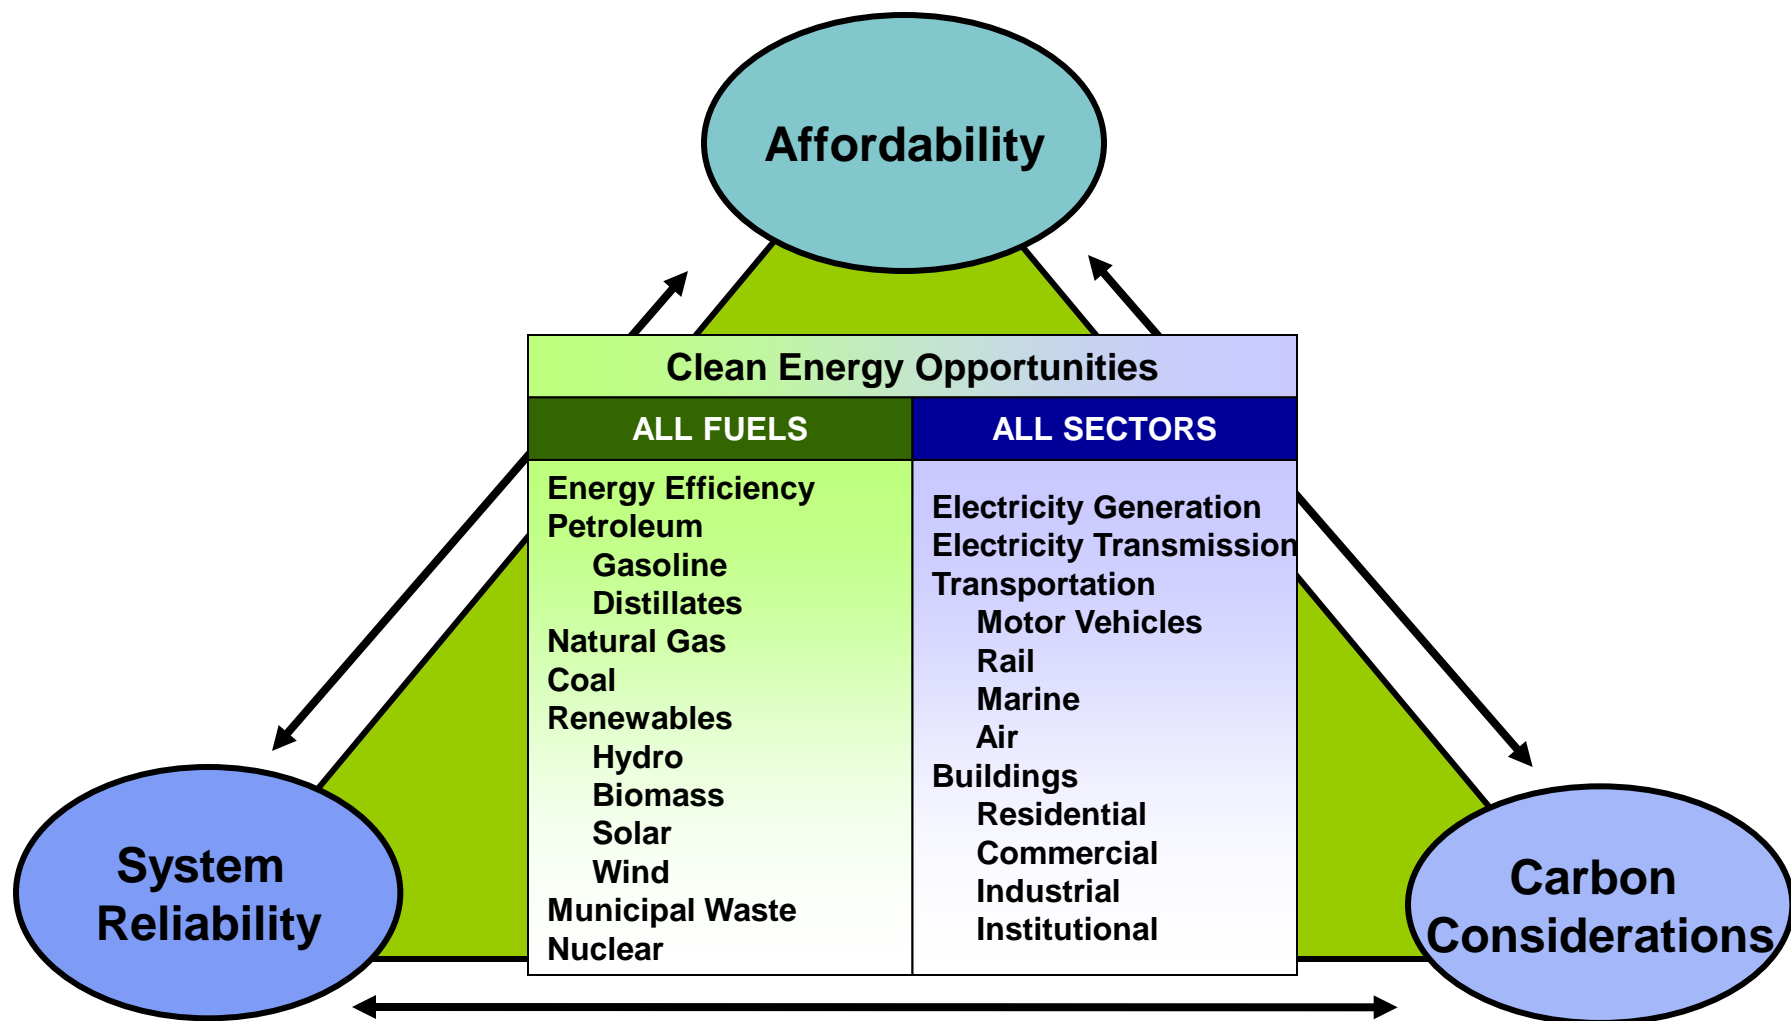 Affordability
Clean Energy Opportunities
ALL FUELS
Energy Efficiency
Petroleum
Gasoline
Distillates
Natural Gas
Coal
Renewables
Hydro
Biomass
Solar
Wind
Municipal Waste
Nuclear
ALL SECTORS
Electricity Generation
Electricity Transmission
Transportation
Motor Vehicles
Rail
Marine
Air
Buildings
Residential
Commercial
Industrial
Institutional
System
Reliability
Carbon
Considerations